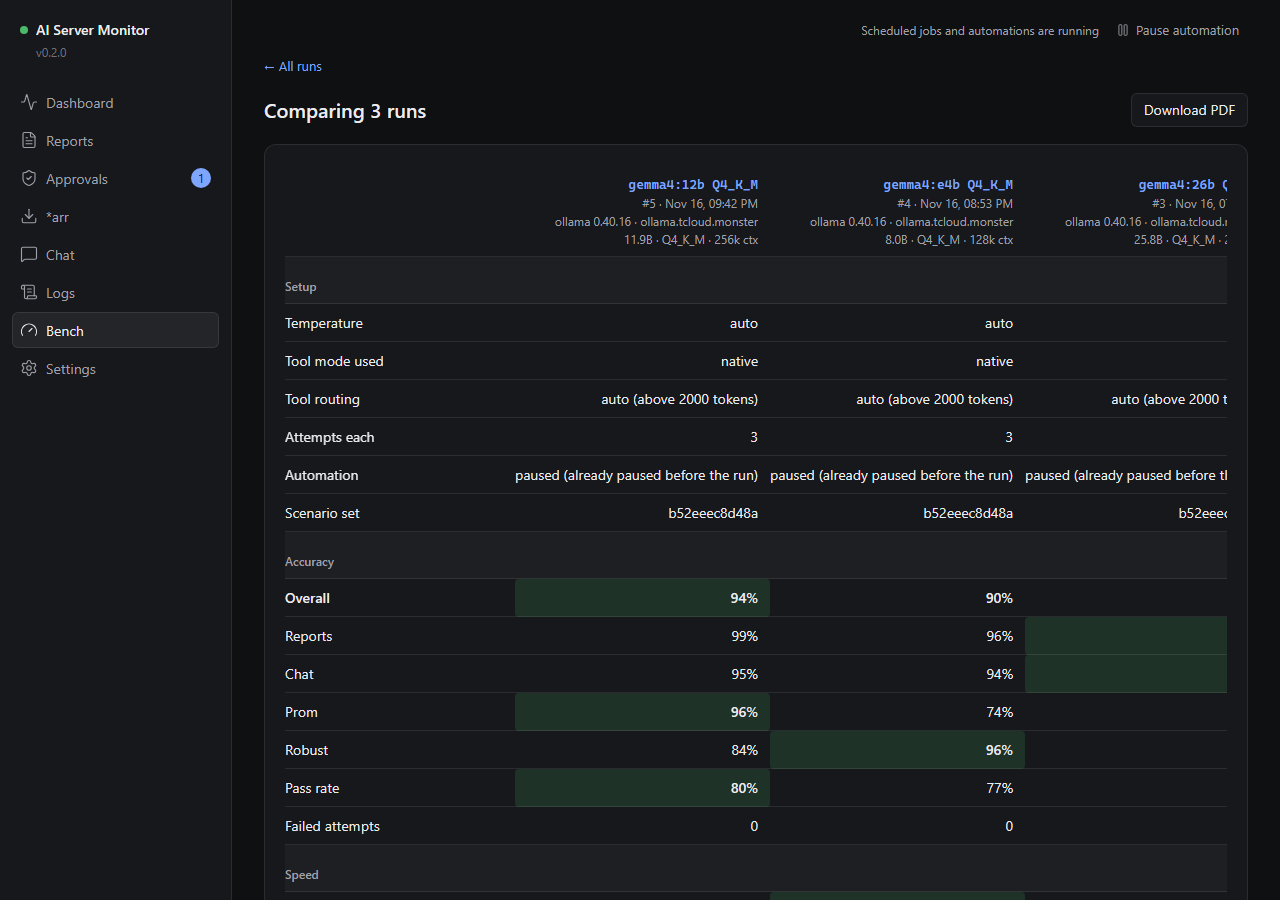 AI Server Monitor
v0.2.0
Dashboard
Reports
Approvals 1
*arr
Chat
Logs
Bench
Settings
Scheduled jobs and automations are running Pause automation
← All runs
Comparing 3 runs Download PDF
gemma4:12b Q4_K_M gemma4:e4b Q4_K_M gemma4:26b
#5 · Nov 16, 09:42 PM #4 · Nov 16, 08:53 PM #3 · Nov 16,
ollama 0.40.16 · ollama.tcloud.monster ollama 0.40.16 · ollama.tcloud.monster ollama 0.40.16 · ollama.tcloud.
11.9B · Q4_K_M · 256k ctx 8.0B · Q4_K_M · 128k ctx 25.8B · Q4_K_M ·
Setup
Temperature auto auto
Tool mode used native native
Tool routing auto (above 2000 tokens) auto (above 2000 tokens) auto (above 2000
Attempts each 3 3
Automation paused (already paused before the run) paused (already paused before the run) paused (already paused before
Scenario set b52eeec8d48a b52eeec8d48a b52eeec
Accuracy
Overall 94% 90%
Reports 99% 96%
Chat 95% 94%
Prom 96% 74%
Robust 84% 96%
Pass rate 80% 77%
Failed attempts 0 0
Speed